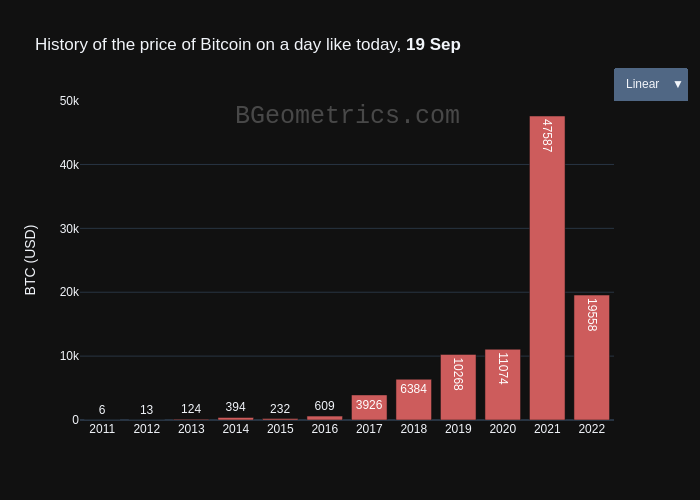 History of the price of Bitcoin on a day like today, 19 Sep
Linear ▼
BGeometrics.com
BTC (USD)
50k
40k
30k
20k
10k
0
6
13
124
394
232
609
3926
6384
10268
11074
47587
19558
2011 2012 2013 2014 2015 2016 2017 2018 2019 2020 2021 2022